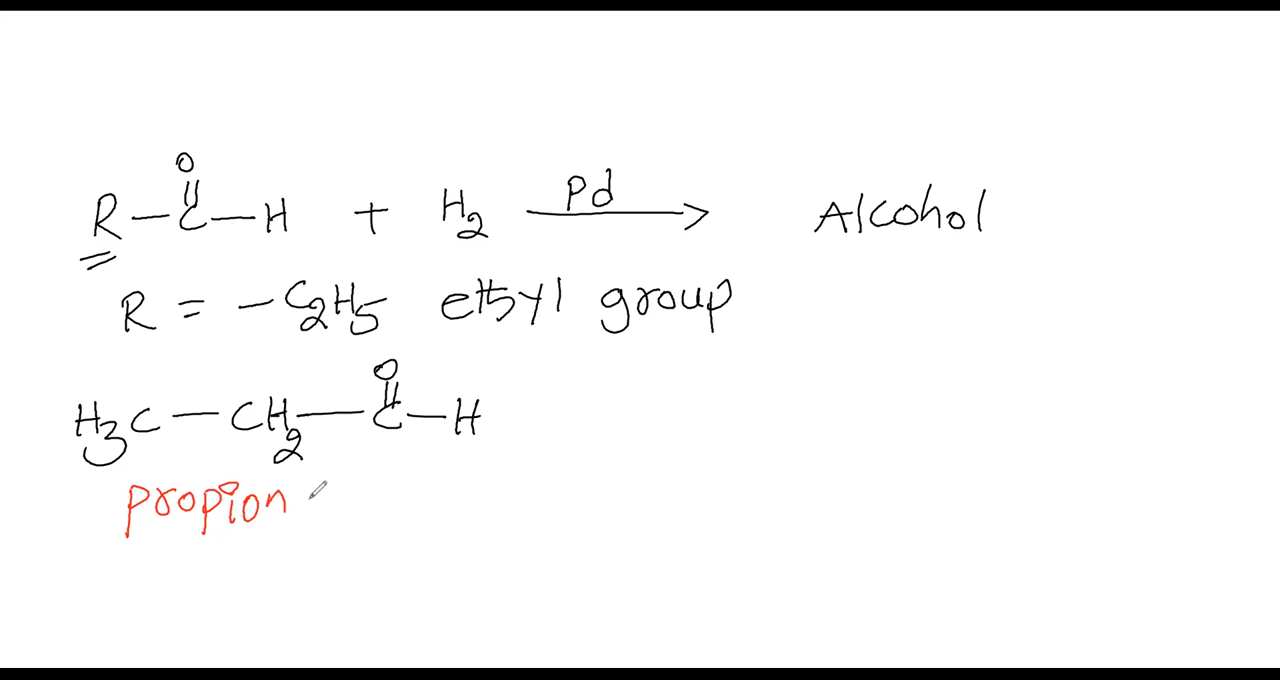 O
R — C — H + H2 Pd Alcohol
R = — C2H5 ethyl group
O
H3C — CH2 — C — H
propion